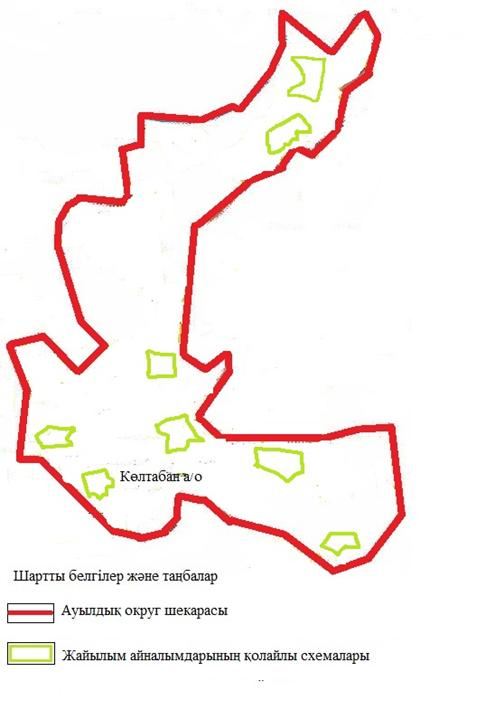 Көлтабан а/о
Шартты белгілер және таңбалар
Ауылдық округ шекарасы
Жайылым айналымдарының қолайлы схемалары